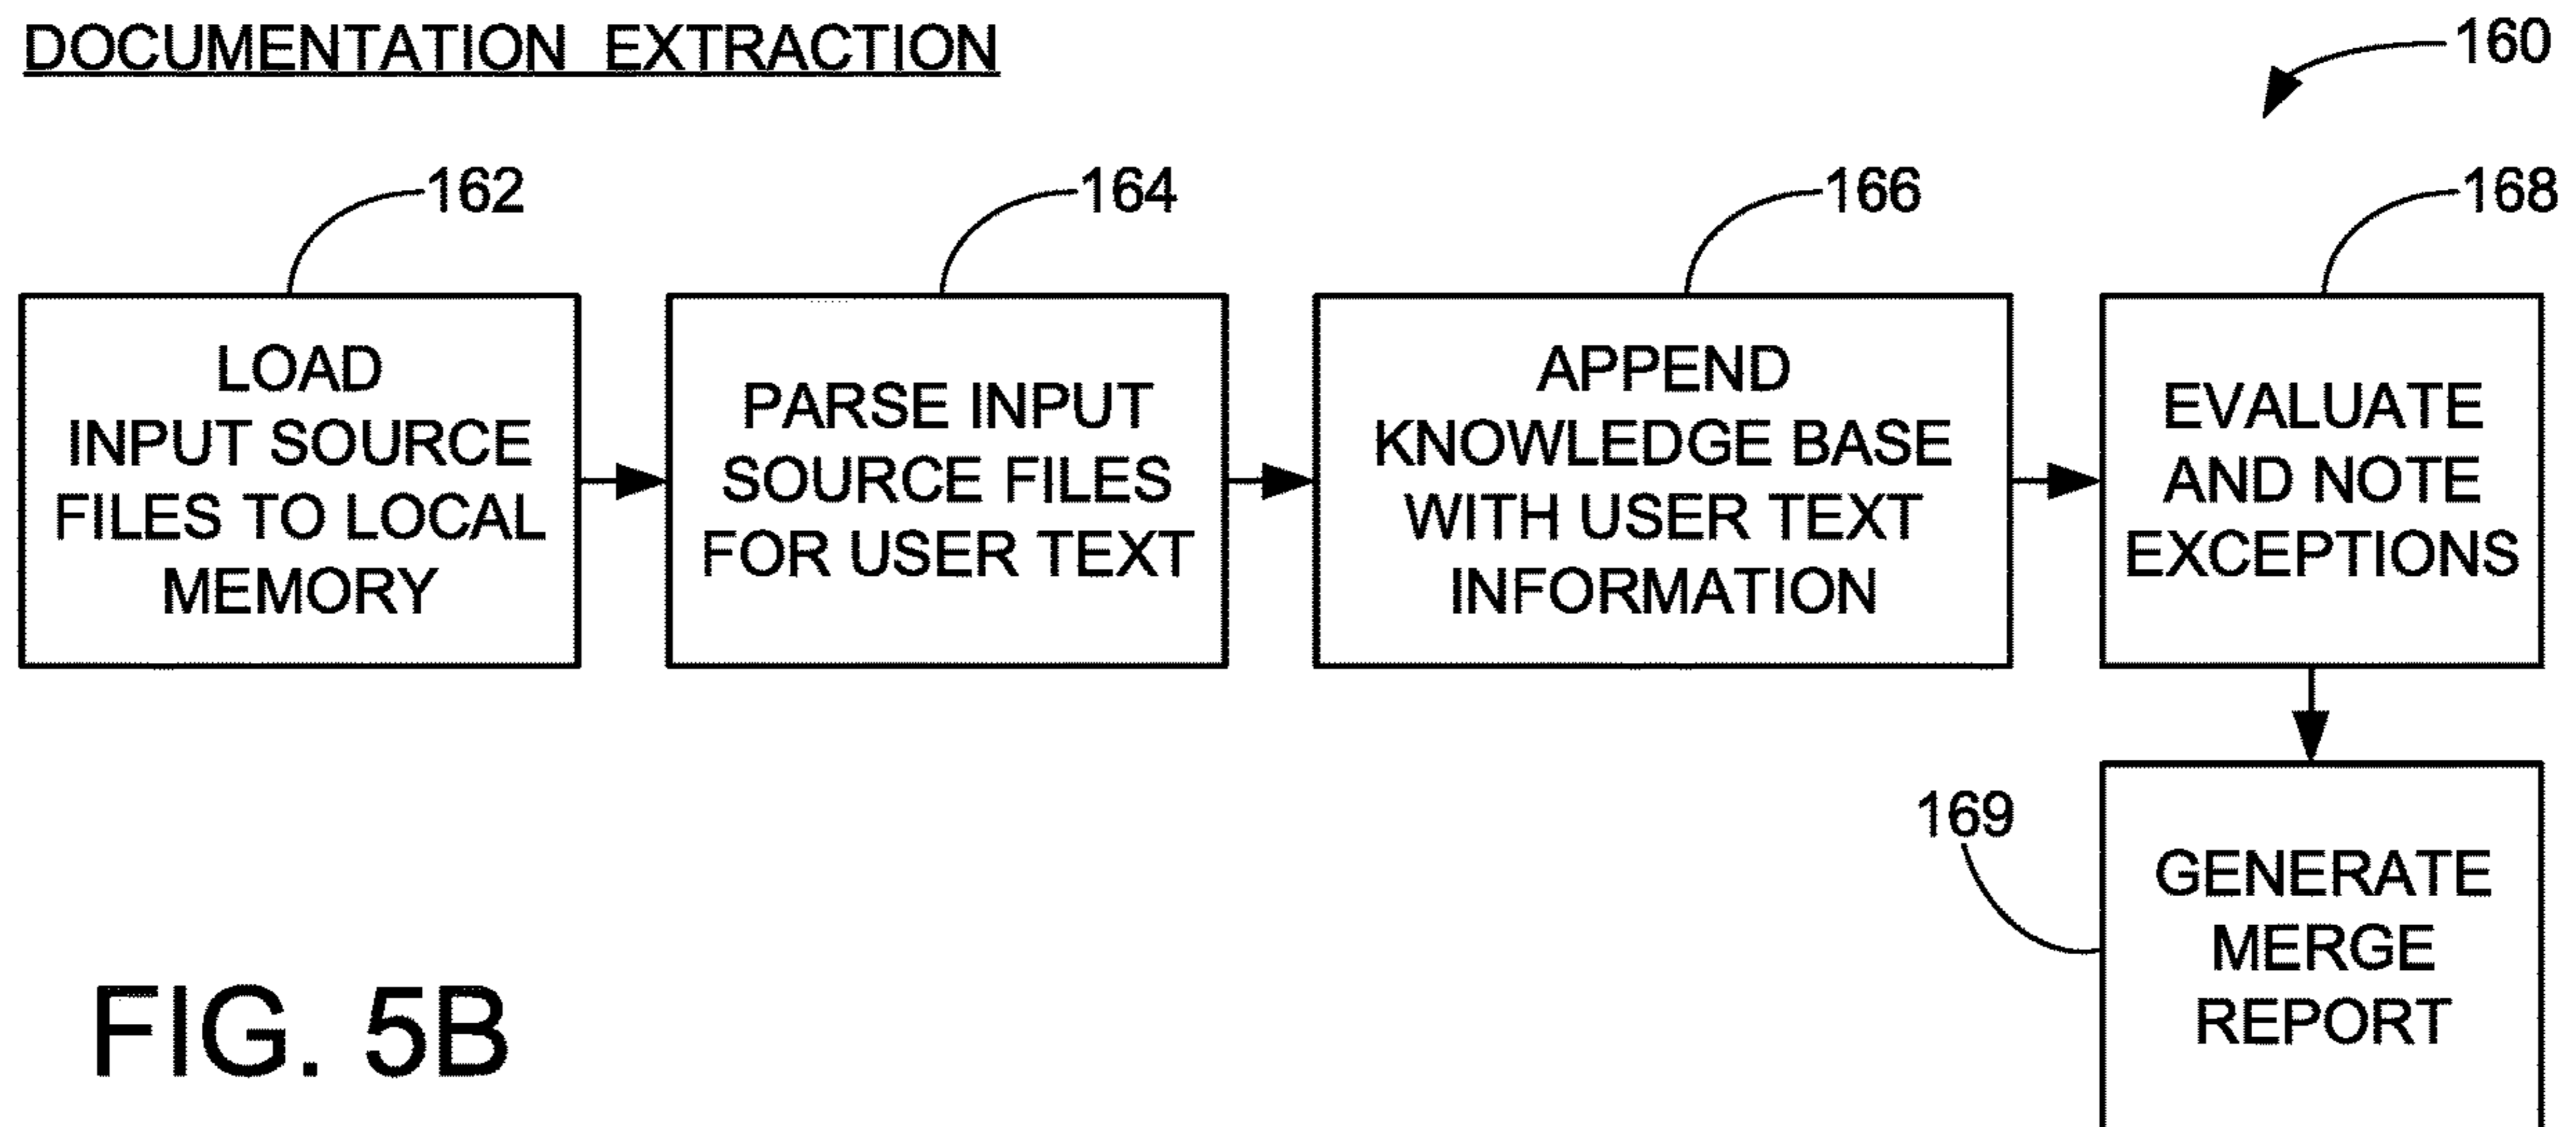 DOCUMENTATION EXTRACTION
160
162
164
166
168
LOAD
INPUT SOURCE
FILES TO LOCAL
MEMORY
PARSE INPUT
SOURCE FILES
FOR USER TEXT
APPEND
KNOWLEDGE BASE
WITH USER TEXT
INFORMATION
EVALUATE
AND NOTE
EXCEPTIONS
169
GENERATE
MERGE
REPORT
FIG. 5B